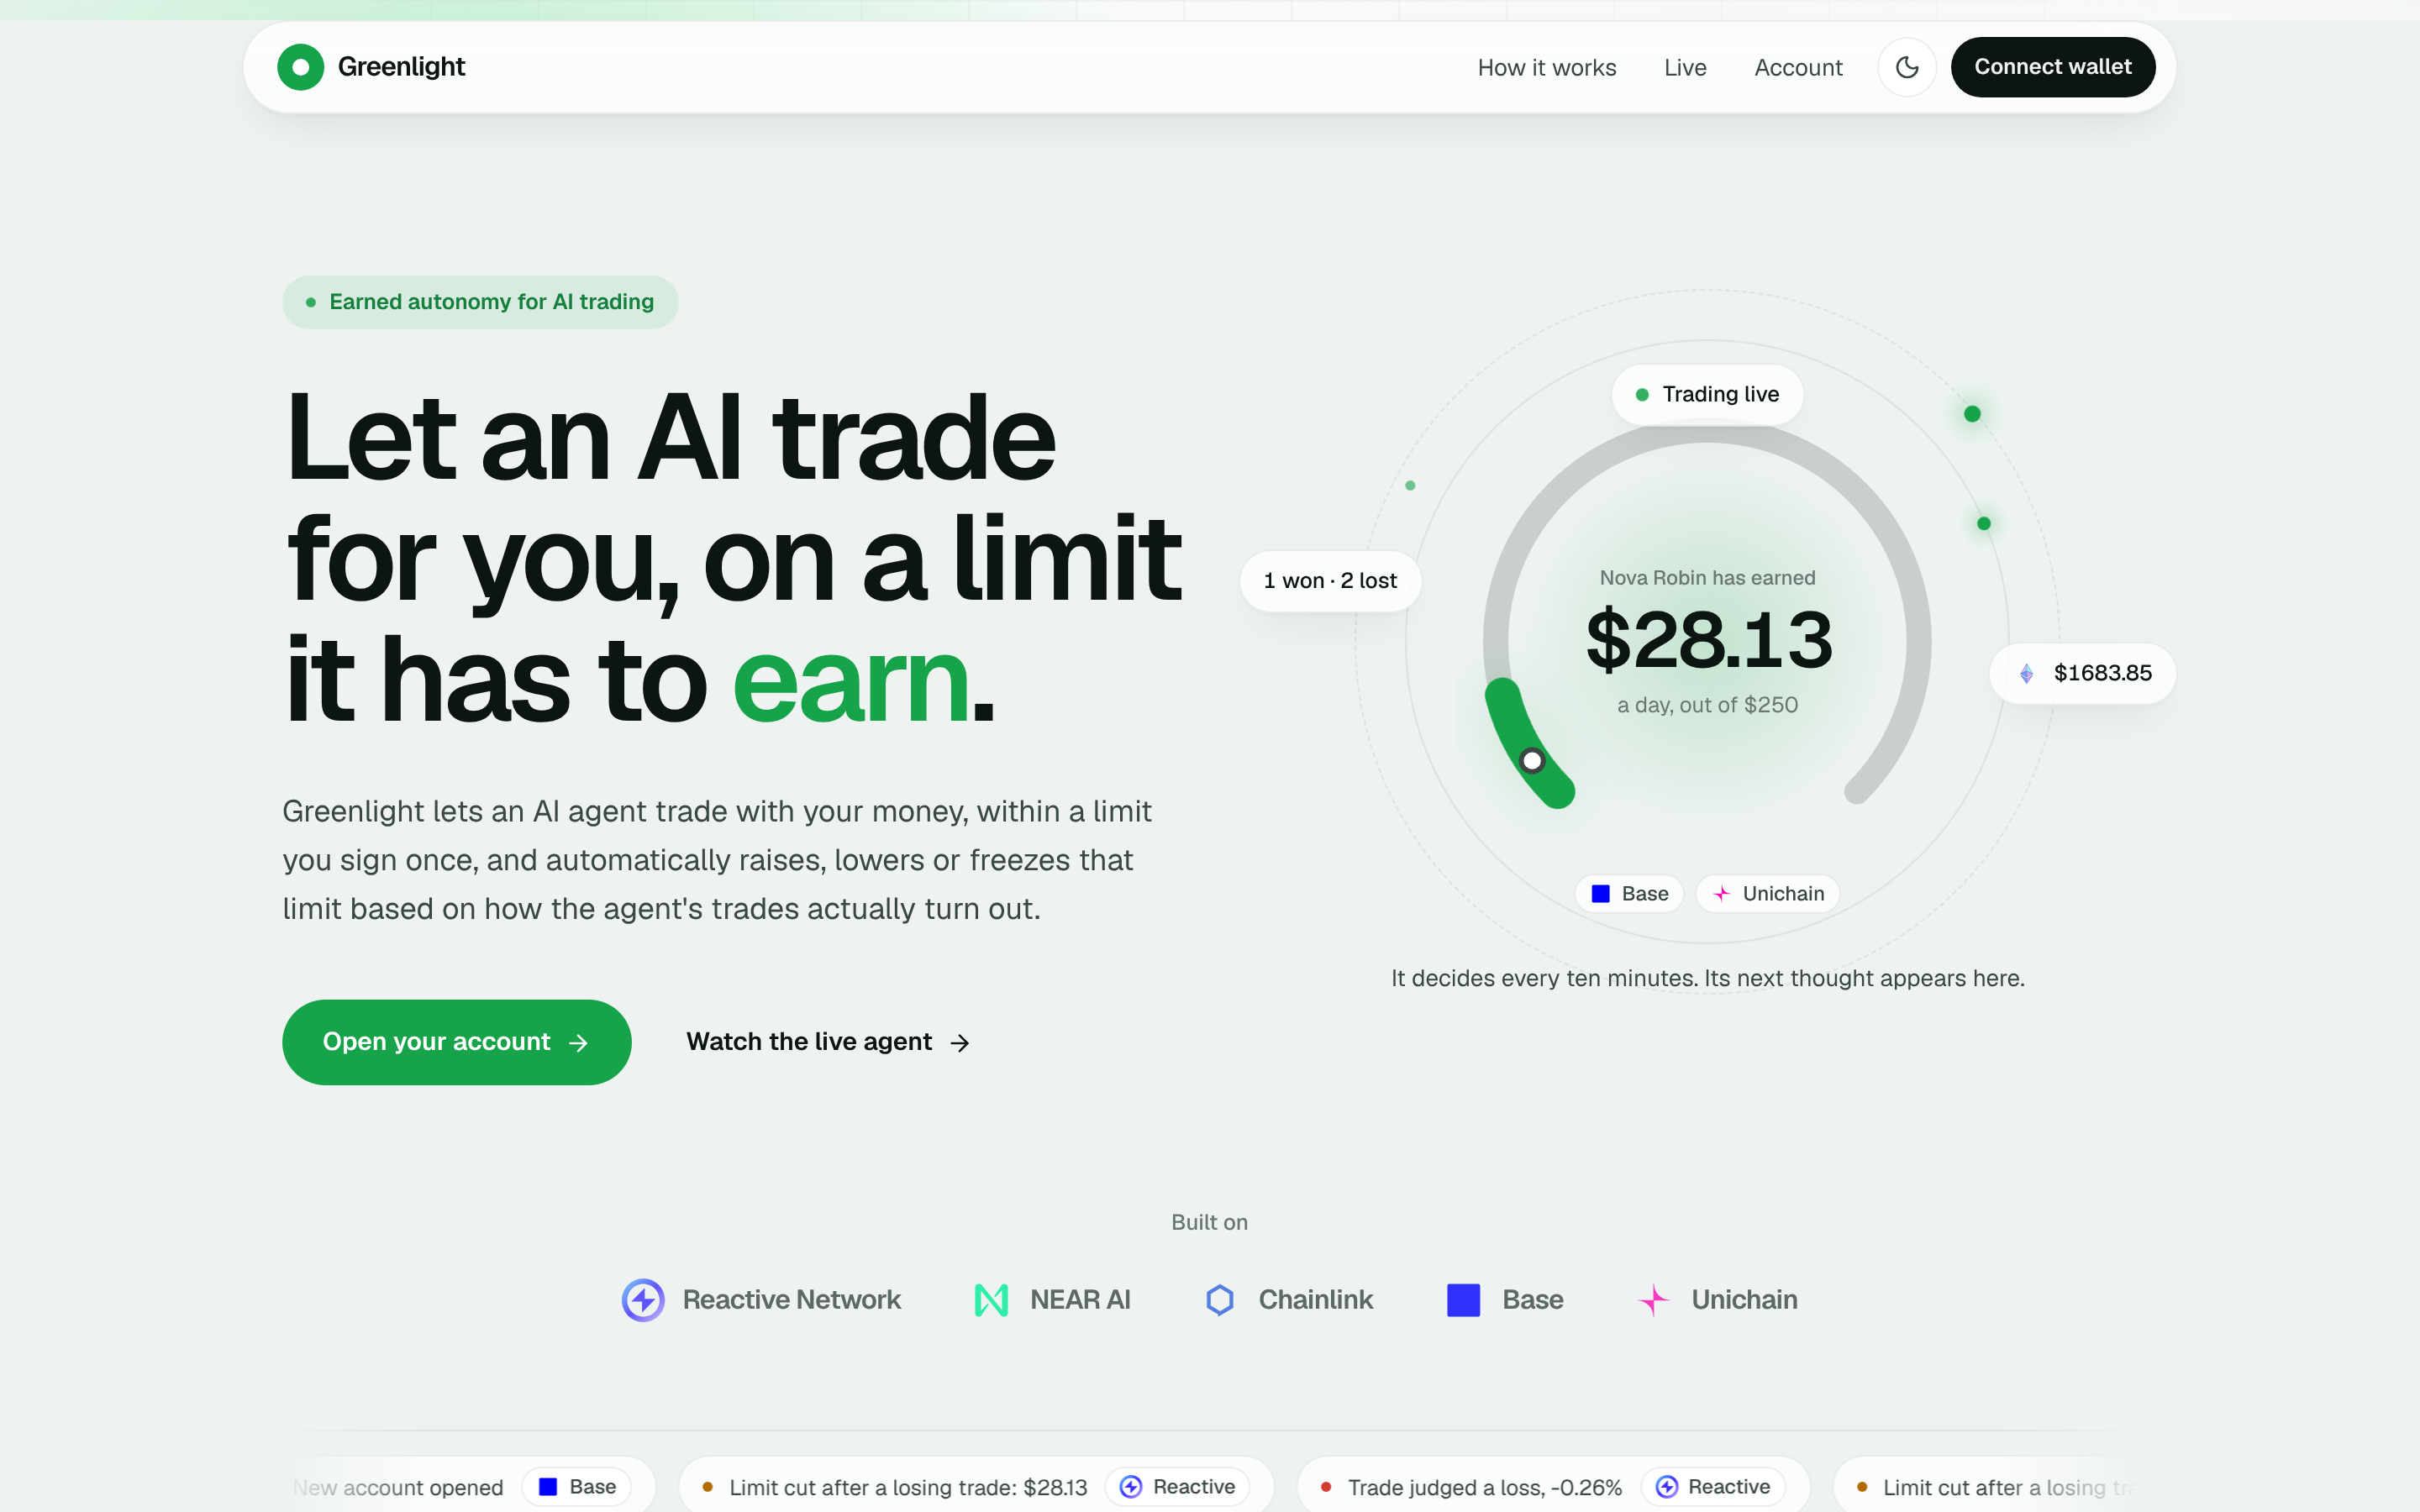 Greenlight
How it works
Live
Account
Connect wallet
Earned autonomy for AI trading
Let an AI trade
for you, on a limit
it has to earn.
Greenlight lets an AI agent trade with your money, within a limit
you sign once, and automatically raises, lowers or freezes that
limit based on how the agent's trades actually turn out.
Open your account →
Watch the live agent →
Trading live
1 won · 2 lost
Nova Robin has earned
$28.13
a day, out of $250
$1683.85
Base
Unichain
It decides every ten minutes. Its next thought appears here.
Built on
Reactive Network
NEAR AI
Chainlink
Base
Unichain
New account opened
Base
Limit cut after a losing trade: $28.13
Reactive
Trade judged a loss, -0.26%
Reactive
Limit cut after a losing